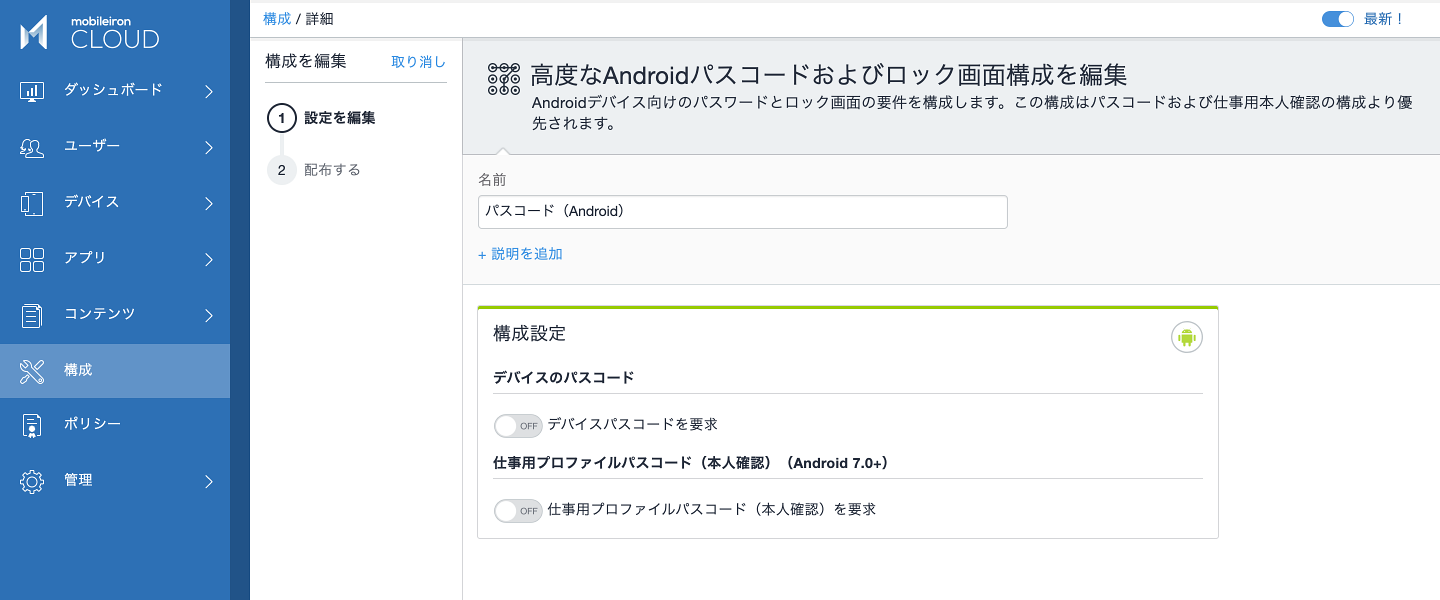 mobileiron
CLOUD
ダッシュボード
ユーザー
デバイス
アプリ
コンテンツ
構成
ポリシー
管理
構成 / 詳細
最新！
構成を編集
取り消し
1 設定を編集
2 配布する
高度なAndroidパスコードおよびロック画面構成を編集
Androidデバイス向けのパスワードとロック画面の要件を構成します。この構成はパスコードおよび仕事用本人確認の構成より優
先されます。
名前
パスコード（Android）
+ 説明を追加
構成設定
デバイスのパスコード
OFF デバイスパスコードを要求
仕事用プロファイルパスコード（本人確認）（Android 7.0+）
OFF 仕事用プロファイルパスコード（本人確認）を要求